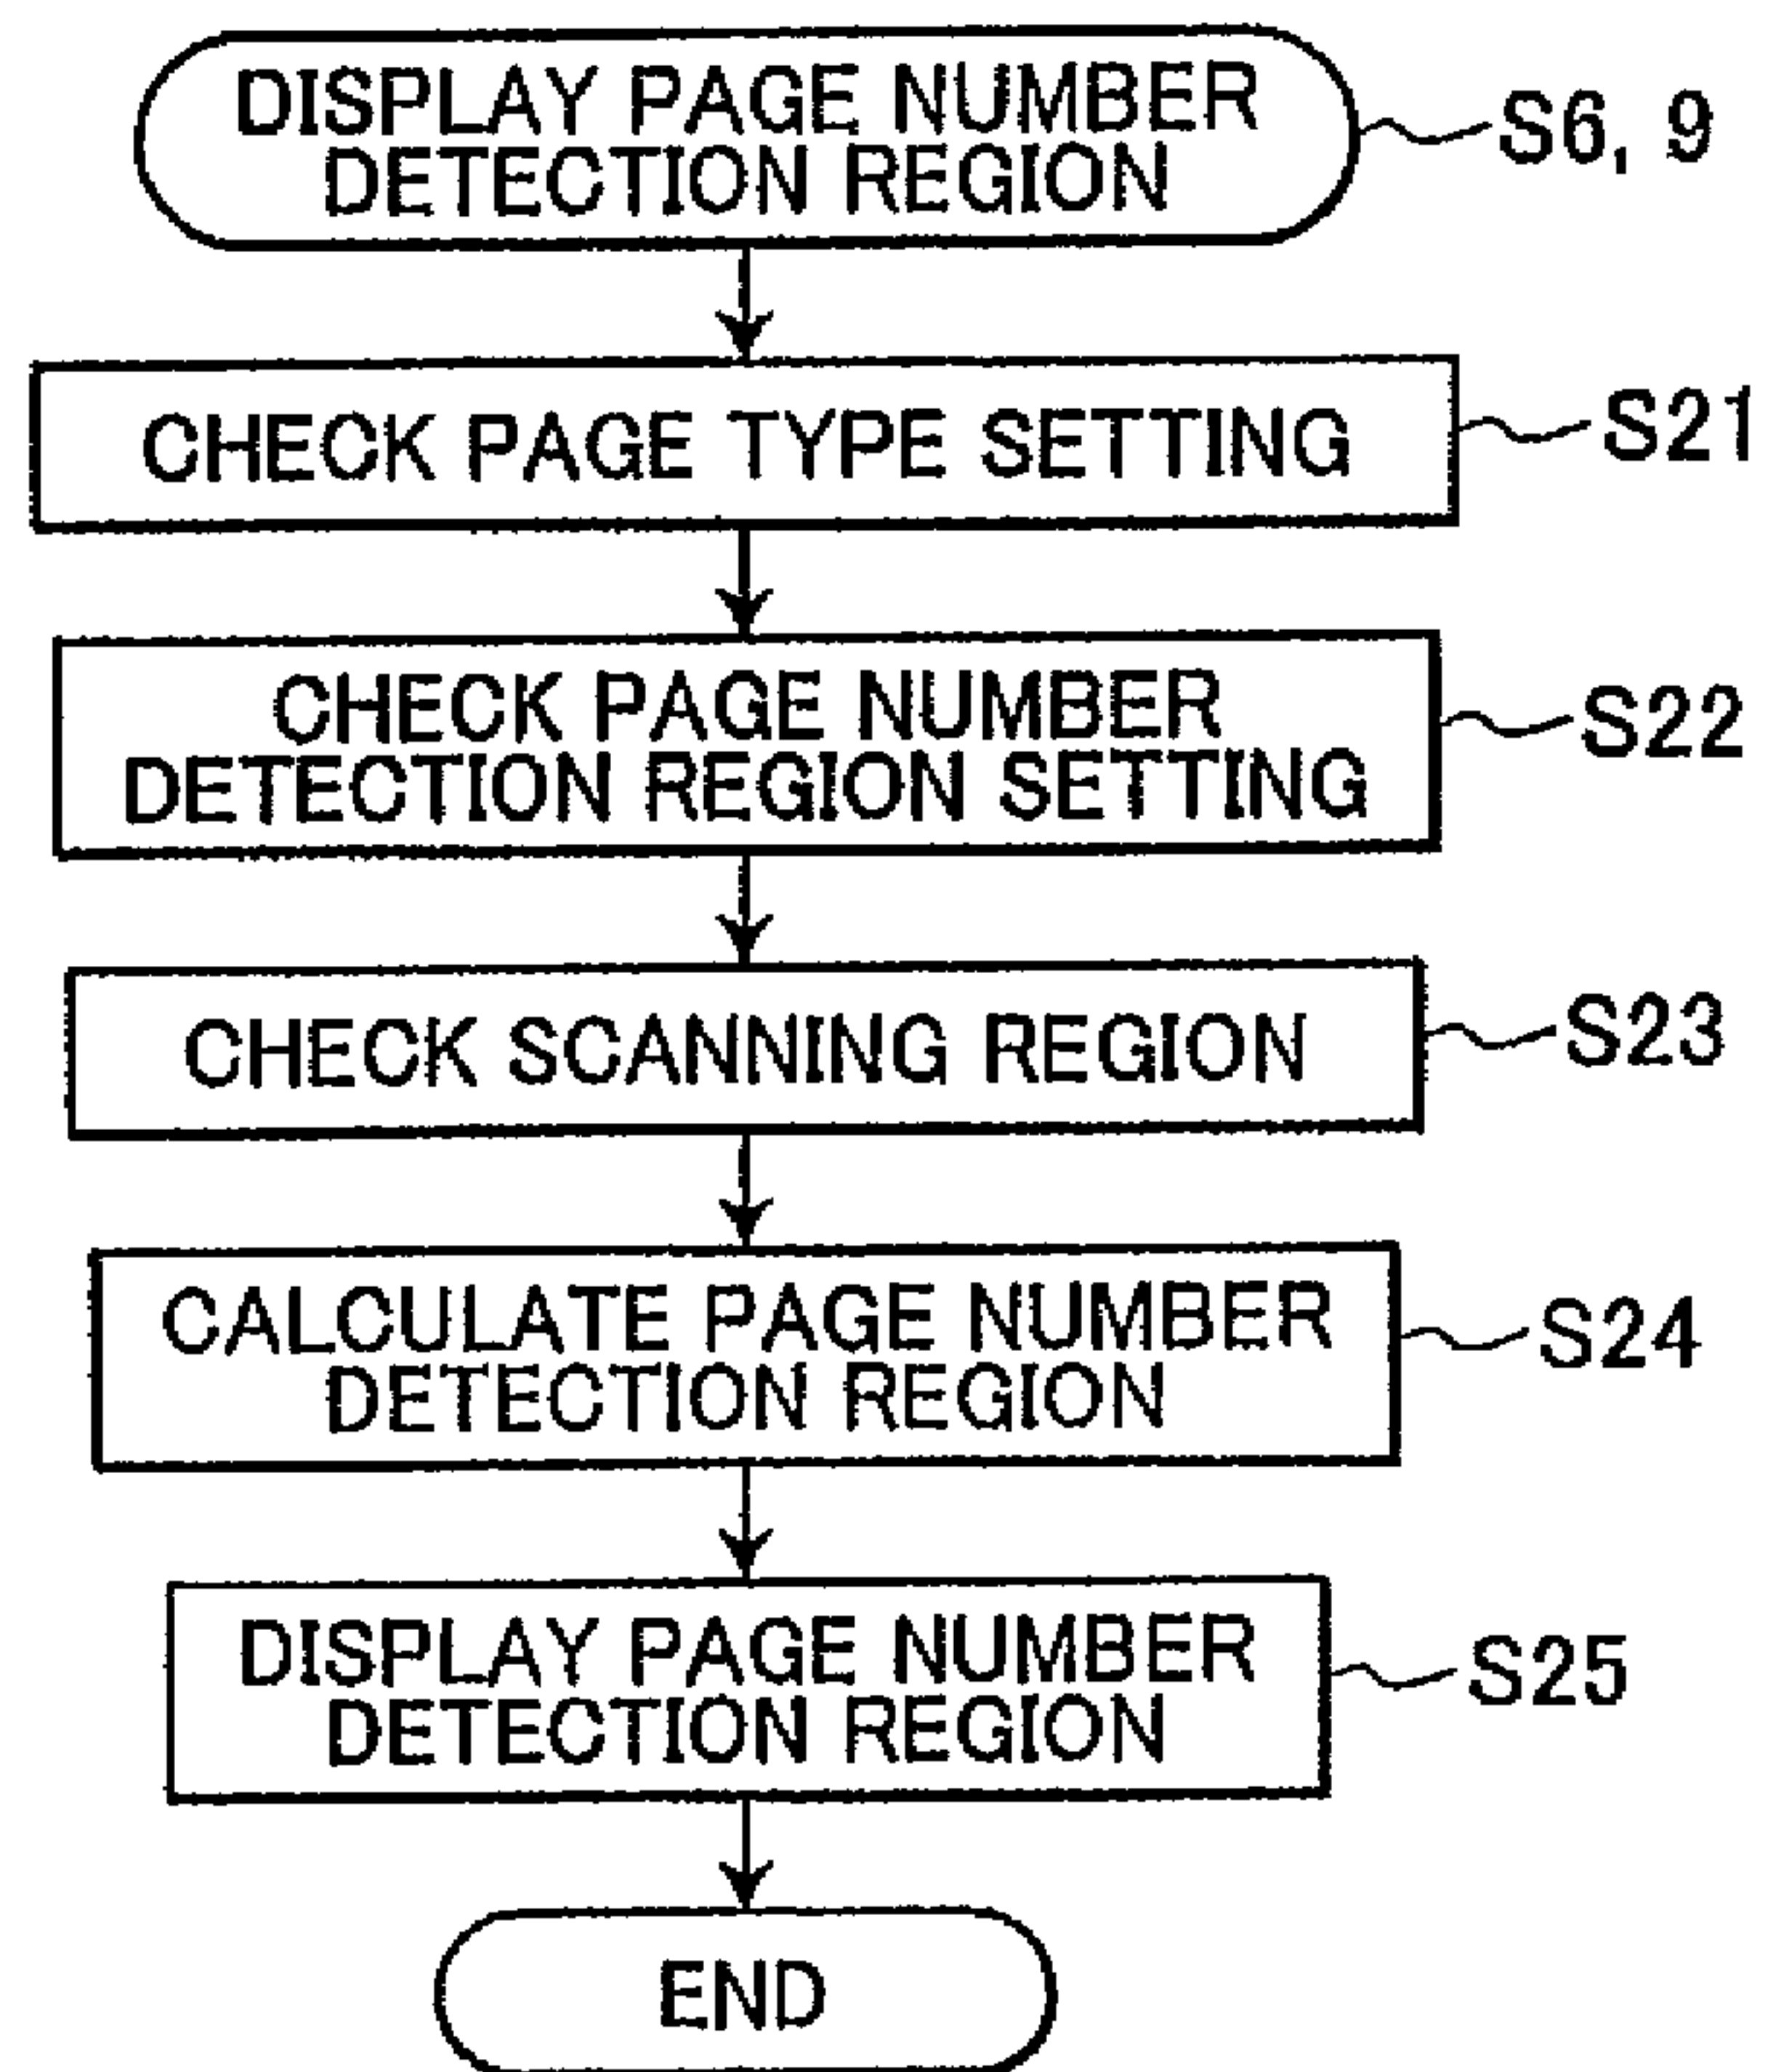 DISPLAY PAGE NUMBER
DETECTION REGION
S6, 9
CHECK PAGE TYPE SETTING
S21
CHECK PAGE NUMBER
DETECTION REGION SETTING
S22
CHECK SCANNING REGION
S23
CALCULATE PAGE NUMBER
DETECTION REGION
S24
DISPLAY PAGE NUMBER
DETECTION REGION
S25
END